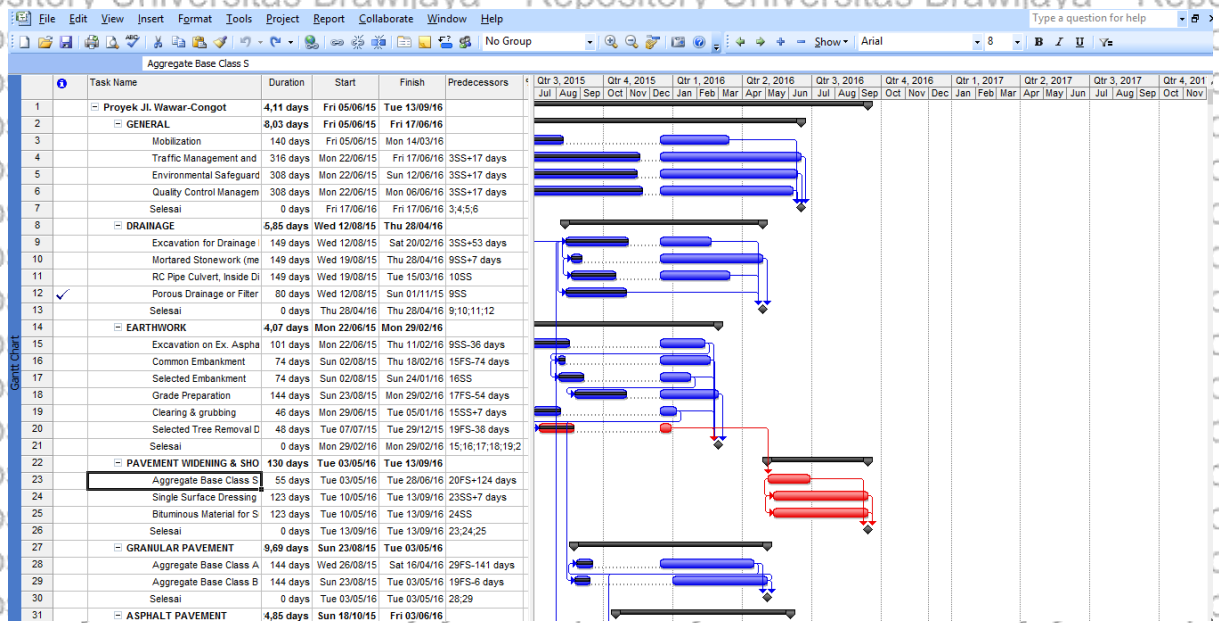 Repository Universitas Brawijaya Repository Universitas Brawijaya Repo
File Edit View Insert Format Tools Project Report Collaborate Window Help Type a question for help
No Group Show Arial 8 B I U
Aggregate Base Class S
Task Name Duration Start Finish Predecessors Qtr 3, 2015 Qtr 4, 2015 Qtr 1, 2016 Qtr 2, 2016 Qtr 3, 2016 Qtr 4, 2016 Qtr 1, 2017 Qtr 2, 2017 Qtr 3, 2017 Qtr 4, 201
Jul Aug Sep Oct Nov Dec Jan Feb Mar Apr May Jun Jul Aug Sep Oct Nov Dec Jan Feb Mar Apr May Jun Jul Aug Sep Oct Nov
1 Proyek Jl. Wawar-Congot 4,11 days Fri 05/06/15 Tue 13/09/16
2 GENERAL 8,03 days Fri 05/06/15 Fri 17/06/16
3 Mobilization 140 days Fri 05/06/15 Mon 14/03/16
4 Traffic Management and 316 days Mon 22/06/15 Fri 17/06/16 3SS+17 days
5 Environmental Safeguard 308 days Mon 22/06/15 Sun 12/06/16 3SS+17 days
6 Quality Control Managem 308 days Mon 22/06/15 Mon 06/06/16 3SS+17 days
7 Selesai 0 days Fri 17/06/16 Fri 17/06/16 3;4;5;6
8 DRAINAGE 5,85 days Wed 12/08/15 Thu 28/04/16
9 Excavation for Drainage 149 days Wed 12/08/15 Sat 20/02/16 3SS+53 days
10 Mortared Stonework (me 149 days Wed 19/08/15 Thu 28/04/16 9SS+7 days
11 RC Pipe Culvert, Inside Di 149 days Wed 19/08/15 Tue 15/03/16 10SS
12 Porous Drainage or Filter 80 days Wed 12/08/15 Sun 01/11/15 9SS
13 Selesai 0 days Thu 28/04/16 Thu 28/04/16 9;10;11;12
14 EARTHWORK 4,07 days Mon 22/06/15 Mon 29/02/16
15 Excavation on Ex. Aspha 101 days Mon 22/06/15 Thu 11/02/16 9SS-36 days
16 Common Embankment 74 days Sun 02/08/15 Thu 18/02/16 15FS-74 days
17 Selected Embankment 74 days Sun 02/08/15 Sun 24/01/16 16SS
18 Grade Preparation 144 days Sun 23/08/15 Mon 29/02/16 17FS-54 days
19 Clearing & grubbing 46 days Mon 29/06/15 Tue 05/01/16 15SS+7 days
20 Selected Tree Removal D 48 days Tue 07/07/15 Tue 29/12/15 19FS-38 days
21 Selesai 0 days Mon 29/02/16 Mon 29/02/16 15;16;17;18;19;2
22 PAVEMENT WIDENING & SHO 130 days Tue 03/05/16 Tue 13/09/16
23 Aggregate Base Class S 55 days Tue 03/05/16 Tue 28/06/16 20FS+124 days
24 Single Surface Dressing 123 days Tue 10/05/16 Tue 13/09/16 23SS+7 days
25 Bituminous Material for S 123 days Tue 10/05/16 Tue 13/09/16 24SS
26 Selesai 0 days Tue 13/09/16 Tue 13/09/16 23;24;25
27 GRANULAR PAVEMENT 9,69 days Sun 23/08/15 Tue 03/05/16
28 Aggregate Base Class A 144 days Wed 26/08/15 Sat 16/04/16 29FS-141 days
29 Aggregate Base Class B 144 days Sun 23/08/15 Tue 03/05/16 19FS-6 days
30 Selesai 0 days Tue 03/05/16 Tue 03/05/16 28;29
31 ASPHALT PAVEMENT 4,85 days Sun 18/10/15 Fri 03/06/16
Gantt Chart